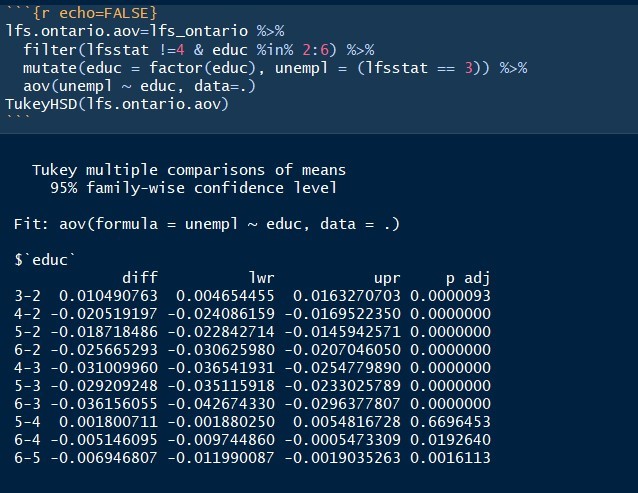 ```{r echo=FALSE}
lfs.ontario.aov=lfs_ontario %>%
  filter(lfsstat !=4 & educ %in% 2:6) %>%
  mutate(educ = factor(educ), unempl = (lfsstat == 3)) %>%
  aov(unempl ~ educ, data=.)
TukeyHSD(lfs.ontario.aov)
```
  Tukey multiple comparisons of means
    95% family-wise confidence level
Fit: aov(formula = unempl ~ educ, data = .)
$`educ`
            diff          lwr           upr     p adj
3-2  0.010490763  0.004654455  0.0163270703 0.0000093
4-2 -0.020519197 -0.024086159 -0.0169522350 0.0000000
5-2 -0.018718486 -0.022842714 -0.0145942571 0.0000000
6-2 -0.025665293 -0.030625980 -0.0207046050 0.0000000
4-3 -0.031009960 -0.036541931 -0.0254779890 0.0000000
5-3 -0.029209248 -0.035115918 -0.0233025789 0.0000000
6-3 -0.036156055 -0.042674330 -0.0296377807 0.0000000
5-4  0.001800711 -0.001880250  0.0054816728 0.6696453
6-4 -0.005146095 -0.009744860 -0.0005473309 0.0192640
6-5 -0.006946807 -0.011990087 -0.0019035263 0.0016113